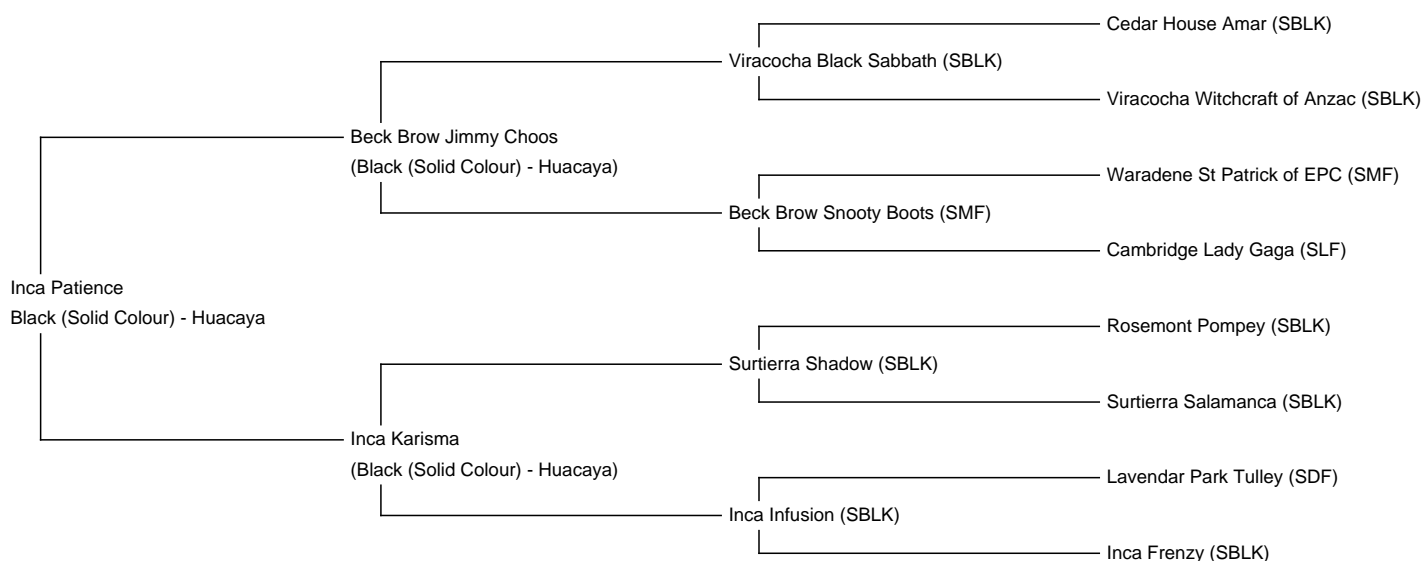 Cedar House Amar (SBLK)
Viracocha Black Sabbath (SBLK)
Viracocha Witchcraft of Anzac (SBLK)
Beck Brow Jimmy Choos
(Black (Solid Colour) - Huacaya)
Waradene St Patrick of EPC (SMF)
Beck Brow Snooty Boots (SMF)
Cambridge Lady Gaga (SLF)
Inca Patience
Black (Solid Colour) - Huacaya
Rosemont Pompey (SBLK)
Surtierra Shadow (SBLK)
Surtierra Salamanca (SBLK)
Inca Karisma
(Black (Solid Colour) - Huacaya)
Lavendar Park Tulley (SDF)
Inca Infusion (SBLK)
Inca Frenzy (SBLK)